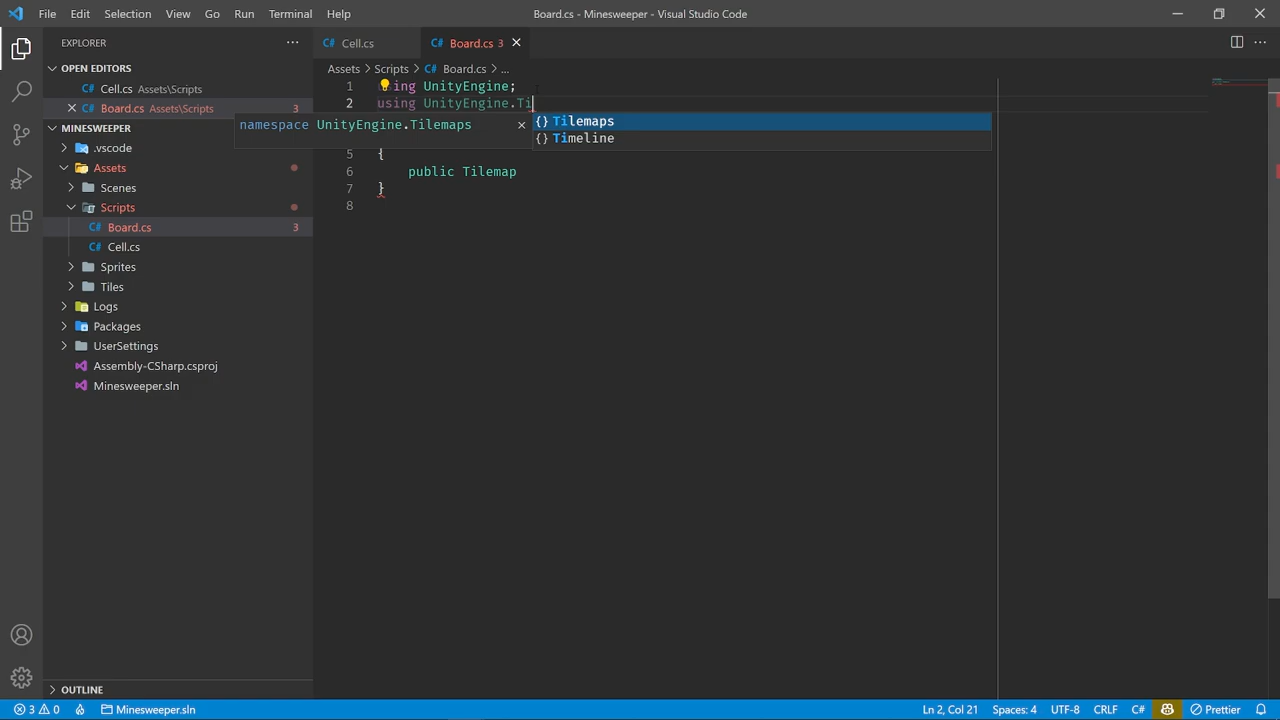 File Edit Selection View Go Run Terminal Help
Board.cs - Minesweeper - Visual Studio Code
EXPLORER
OPEN EDITORS
Cell.cs Assets\Scripts
Board.cs Assets\Scripts 3
MINESWEEPER
.vscode
Assets
Scenes
Scripts
Board.cs 3
Cell.cs
Sprites
Tiles
Logs
Packages
UserSettings
Assembly-CSharp.csproj
Minesweeper.sln
OUTLINE
Cell.cs
Board.cs 3
Assets > Scripts > Board.cs ...
1 ing UnityEngine;
2 using UnityEngine.Ti
namespace UnityEngine.Tilemaps
{} Tilemaps
{} Timeline
5 {
6 public Tilemap
7 }
8
3 0 Minesweeper.sln
Ln 2, Col 21 Spaces: 4 UTF-8 CRLF C# Prettier